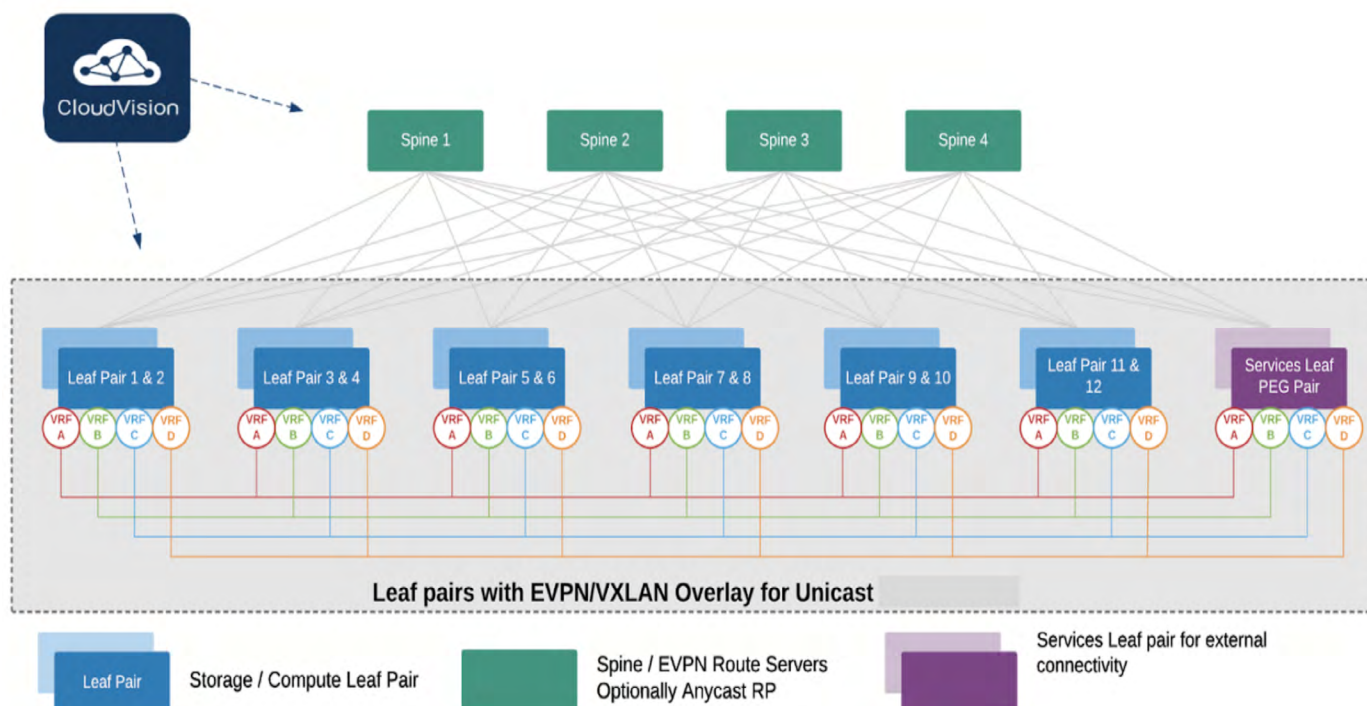 CloudVision
Spine 1
Spine 2
Spine 3
Spine 4
Leaf Pair 1 & 2
Leaf Pair 3 & 4
Leaf Pair 5 & 6
Leaf Pair 7 & 8
Leaf Pair 9 & 10
Leaf Pair 11 &
12
Services Leaf
PEG Pair
VRF
A
VRF
B
VRF
C
VRF
D
VRF
A
VRF
B
VRF
C
VRF
D
VRF
A
VRF
B
VRF
C
VRF
D
VRF
A
VRF
B
VRF
C
VRF
D
VRF
A
VRF
B
VRF
C
VRF
D
VRF
A
VRF
B
VRF
C
VRF
D
VRF
A
VRF
B
VRF
C
VRF
D
Leaf pairs with EVPN/VXLAN Overlay for Unicast
Leaf Pair
Storage / Compute Leaf Pair
Spine / EVPN Route Servers
Optionally Anycast RP
Services Leaf pair for external
connectivity